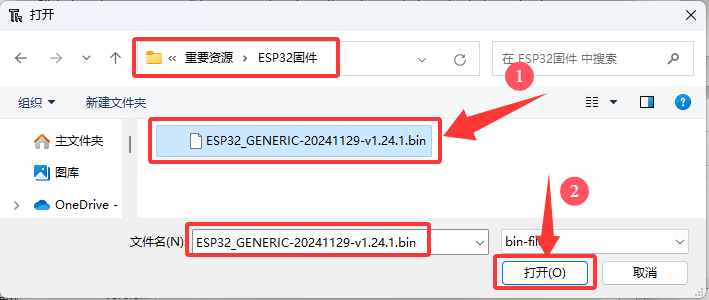 打开
« 重要资源 > ESP32固件
在 ESP32固件 中搜索
组织
新建文件夹
1
主文件夹
ESP32_GENERIC-20241129-v1.24.1.bin
图库
OneDrive -
2
文件名(N):
ESP32_GENERIC-20241129-v1.24.1.bin
打开(O)
取消